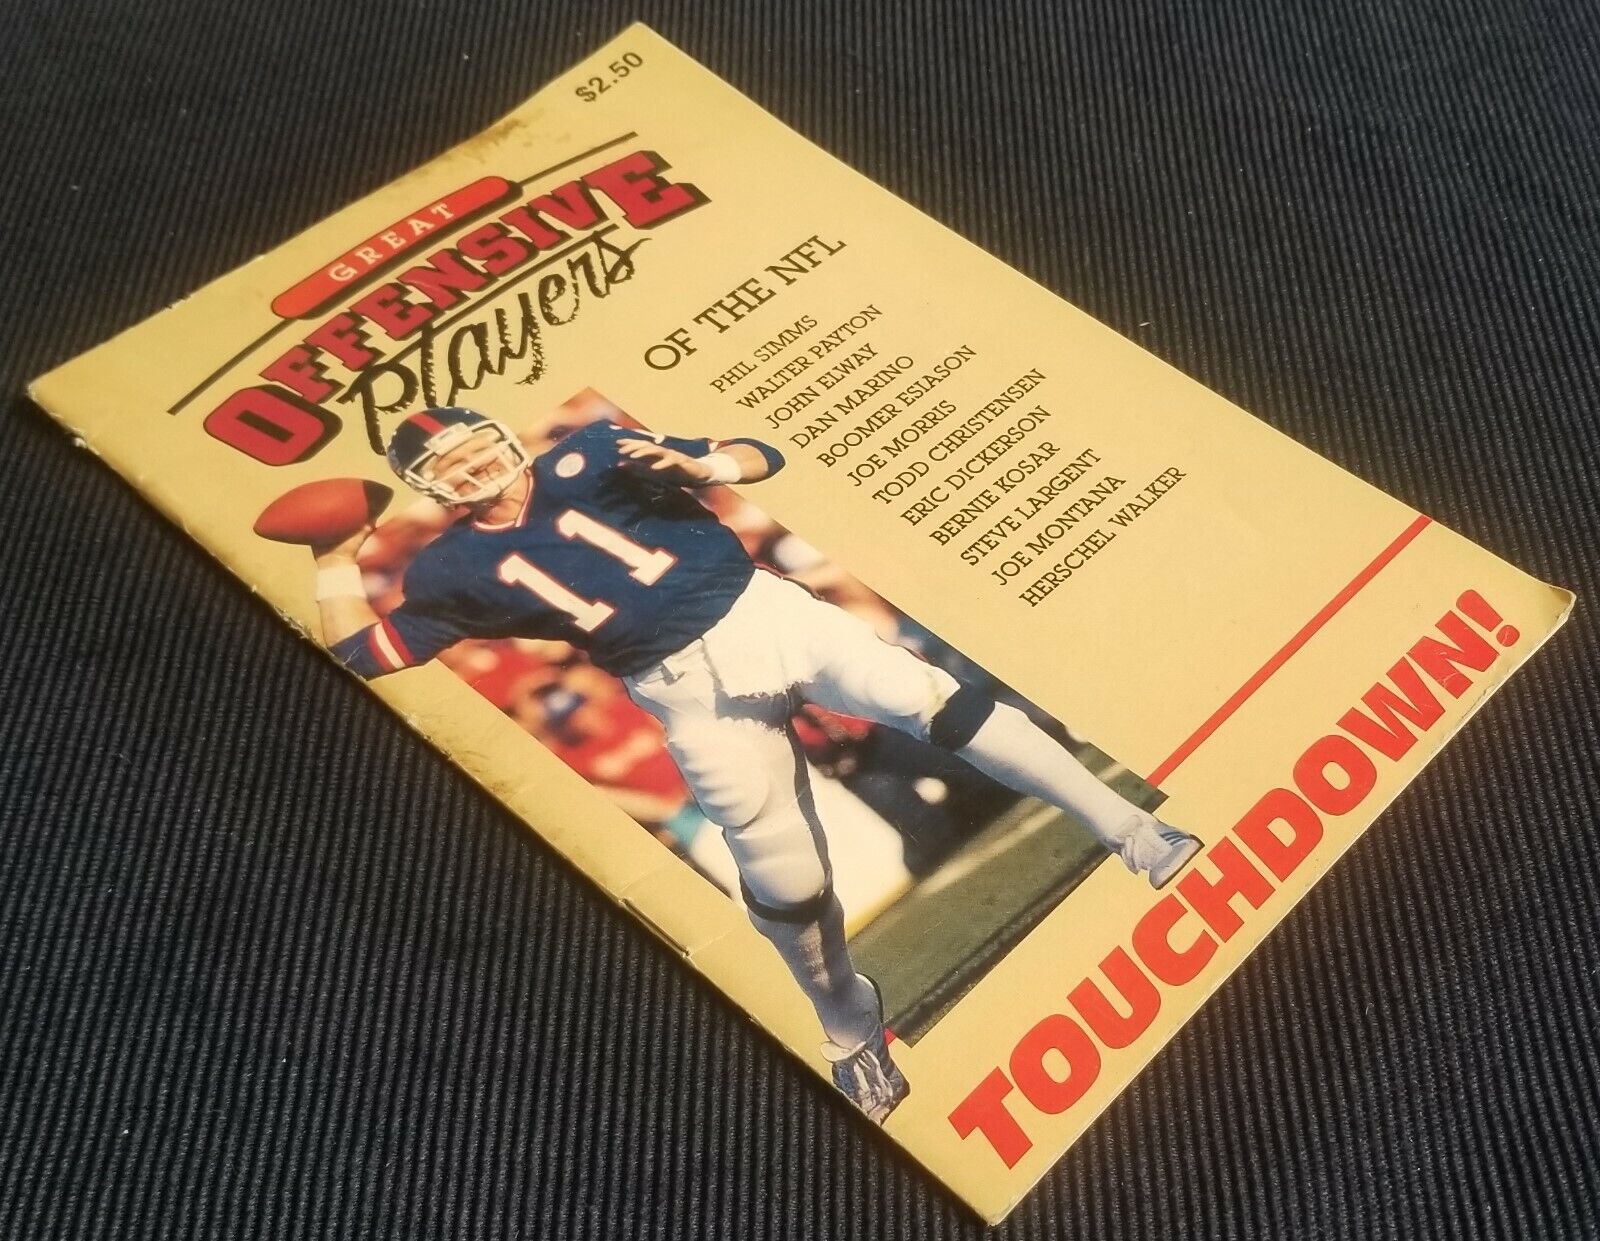 $2.50
GREAT
OFFENSIVE
Players
OF THE NFL
PHIL SIMMS
WALTER PAYTON
JOHN ELWAY
DAN MARINO
BOOMER ESIASON
JOE MORRIS
TODD CHRISTENSEN
ERIC DICKERSON
BERNIE KOSAR
STEVE LARGENT
JOE MONTANA
HERSCHEL WALKER
11
TOUCHDOWN!